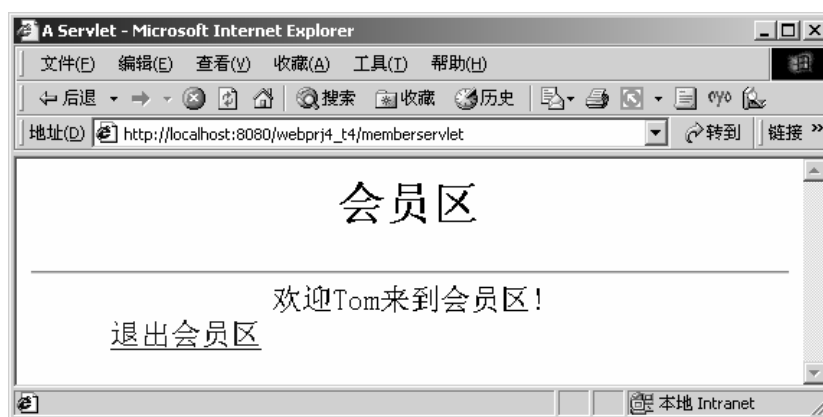 A Servlet - Microsoft Internet Explorer
文件(F) 编辑(E) 查看(V) 收藏(A) 工具(T) 帮助(H)
后退 搜索 收藏 历史
地址(D) http://localhost:8080/webprj4_t4/memberservlet 转到 链接 »
会员区
欢迎Tom来到会员区!
退出会员区
本地 Intranet